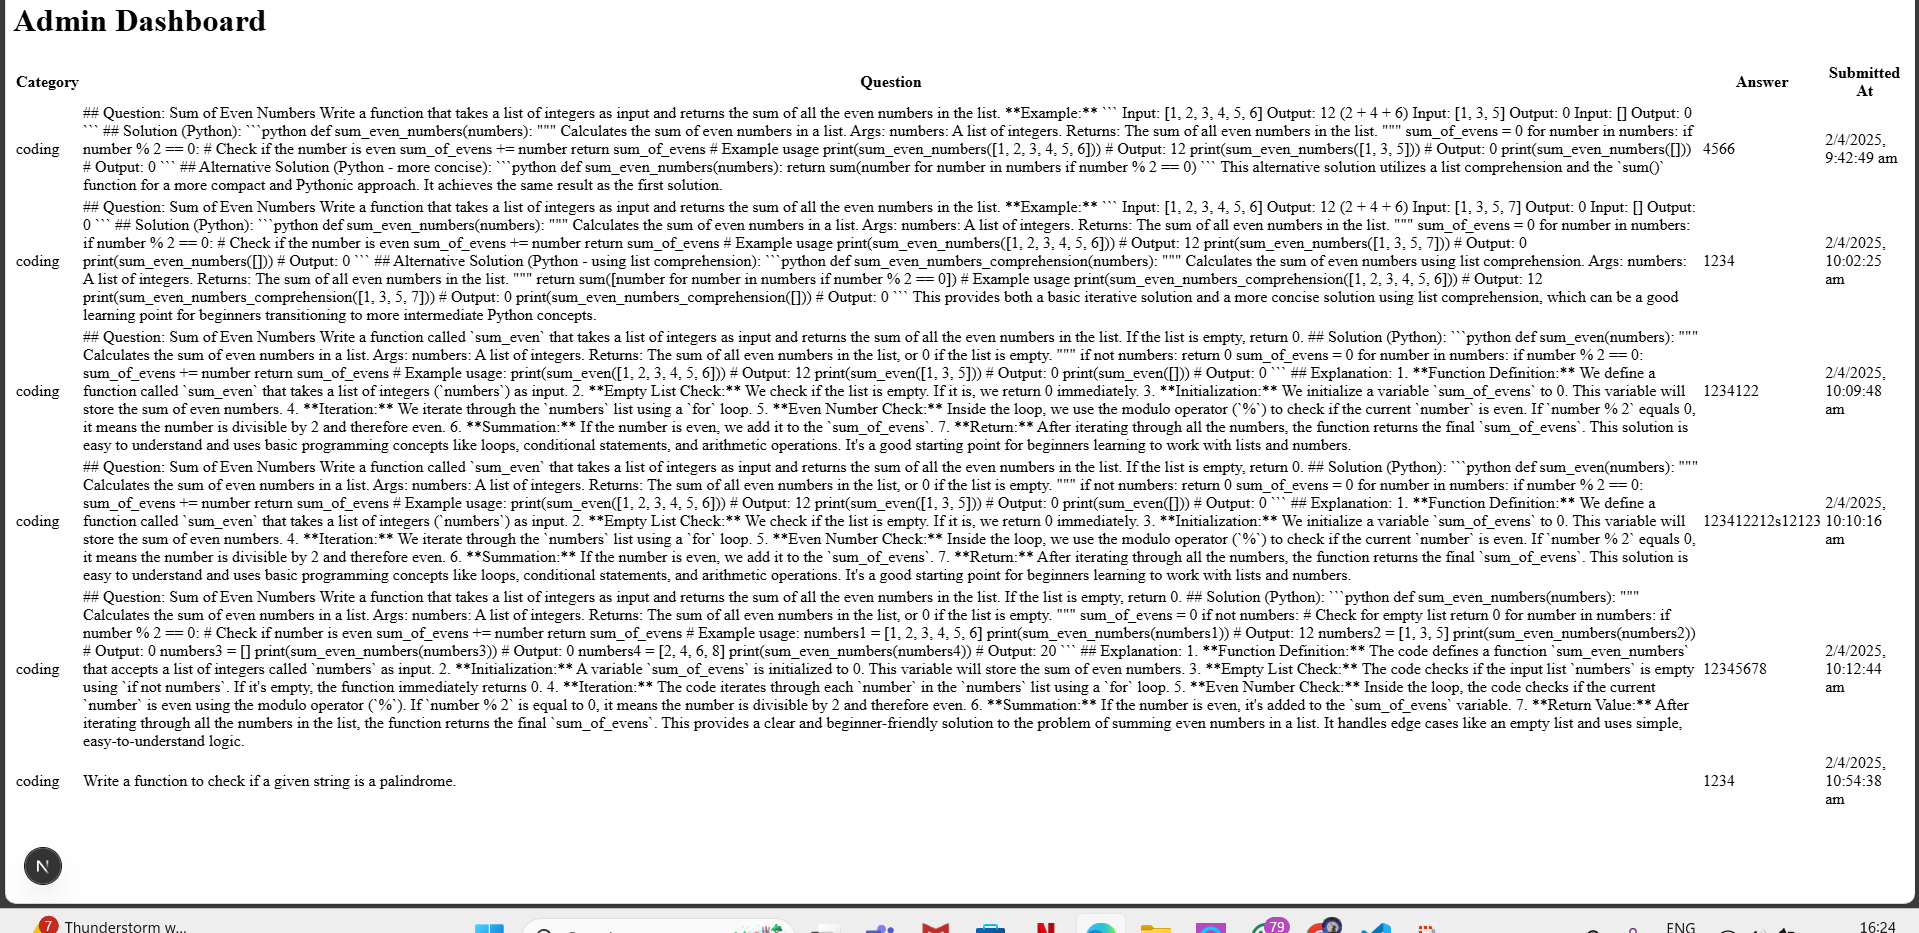 Admin Dashboard
Category Question Answer Submitted At
## Question: Sum of Even Numbers Write a function that takes a list of integers as input and returns the sum of all the even numbers in the list. **Example:** ``` Input: [1, 2, 3, 4, 5, 6] Output: 12 (2 + 4 + 6) Input: [1, 3, 5] Output: 0 Input: [] Output: 0
``` ## Solution (Python): ```python def sum_even_numbers(numbers): """ Calculates the sum of even numbers in a list. Args: numbers: A list of integers. Returns: The sum of all even numbers in the list. """ sum_of_evens = 0 for number in numbers: if
coding number % 2 == 0: # Check if the number is even sum_of_evens += number return sum_of_evens # Example usage print(sum_even_numbers([1, 2, 3, 4, 5, 6])) # Output: 12 print(sum_even_numbers([1, 3, 5])) # Output: 0 print(sum_even_numbers([])) 4566 2/4/2025, 9:42:49 am
# Output: 0 ``` ## Alternative Solution (Python - more concise): ```python def sum_even_numbers(numbers): return sum(number for number in numbers if number % 2 == 0) ``` This alternative solution utilizes a list comprehension and the `sum()`
function for a more compact and Pythonic approach. It achieves the same result as the first solution.
## Question: Sum of Even Numbers Write a function that takes a list of integers as input and returns the sum of all the even numbers in the list. **Example:** ``` Input: [1, 2, 3, 4, 5, 6] Output: 12 (2 + 4 + 6) Input: [1, 3, 5, 7] Output: 0 Input: [] Output:
0 ``` ## Solution (Python): ```python def sum_even_numbers(numbers): """ Calculates the sum of even numbers in a list. Args: numbers: A list of integers. Returns: The sum of all even numbers in the list. """ sum_of_evens = 0 for number in numbers:
if number % 2 == 0: # Check if the number is even sum_of_evens += number return sum_of_evens # Example usage print(sum_even_numbers([1, 2, 3, 4, 5, 6])) # Output: 12 print(sum_even_numbers([1, 3, 5, 7])) # Output: 0
coding print(sum_even_numbers([])) # Output: 0 ``` ## Alternative Solution (Python - using list comprehension): ```python def sum_even_numbers_comprehension(numbers): """ Calculates the sum of even numbers using list comprehension. Args: numbers: 1234 2/4/2025, 10:02:25 am
A list of integers. Returns: The sum of all even numbers in the list. """ return sum([number for number in numbers if number % 2 == 0]) # Example usage print(sum_even_numbers_comprehension([1, 2, 3, 4, 5, 6])) # Output: 12
print(sum_even_numbers_comprehension([1, 3, 5, 7])) # Output: 0 print(sum_even_numbers_comprehension([])) # Output: 0 ``` This provides both a basic iterative solution and a more concise solution using list comprehension, which can be a good
learning point for beginners transitioning to more intermediate Python concepts.
## Question: Sum of Even Numbers Write a function called `sum_even` that takes a list of integers as input and returns the sum of all the even numbers in the list. If the list is empty, return 0. ## Solution (Python): ```python def sum_even(numbers): """
Calculates the sum of even numbers in a list. Args: numbers: A list of integers. Returns: The sum of all even numbers in the list, or 0 if the list is empty. """ if not numbers: return 0 sum_of_evens = 0 for number in numbers: if number % 2 == 0:
sum_of_evens += number return sum_of_evens # Example usage: print(sum_even([1, 2, 3, 4, 5, 6])) # Output: 12 print(sum_even([1, 3, 5])) # Output: 0 print(sum_even([])) # Output: 0 ``` ## Explanation: 1. **Function Definition:** We define a
coding function called `sum_even` that takes a list of integers (`numbers`) as input. 2. **Empty List Check:** We check if the list is empty. If it is, we return 0 immediately. 3. **Initialization:** We initialize a variable `sum_of_evens` to 0. This variable will 1234122 2/4/2025, 10:09:48 am
store the sum of even numbers. 4. **Iteration:** We iterate through the `numbers` list using a `for` loop. 5. **Even Number Check:** Inside the loop, we use the modulo operator (`%`) to check if the current `number` is even. If `number % 2` equals 0,
it means the number is divisible by 2 and therefore even. 6. **Summation:** If the number is even, we add it to the `sum_of_evens`. 7. **Return:** After iterating through all the numbers, the function returns the final `sum_of_evens`. This solution is
easy to understand and uses basic programming concepts like loops, conditional statements, and arithmetic operations. It's a good starting point for beginners learning to work with lists and numbers.
## Question: Sum of Even Numbers Write a function called `sum_even` that takes a list of integers as input and returns the sum of all the even numbers in the list. If the list is empty, return 0. ## Solution (Python): ```python def sum_even(numbers): """
Calculates the sum of even numbers in a list. Args: numbers: A list of integers. Returns: The sum of all even numbers in the list, or 0 if the list is empty. """ if not numbers: return 0 sum_of_evens = 0 for number in numbers: if number % 2 == 0:
sum_of_evens += number return sum_of_evens # Example usage: print(sum_even([1, 2, 3, 4, 5, 6])) # Output: 12 print(sum_even([1, 3, 5])) # Output: 0 print(sum_even([])) # Output: 0 ``` ## Explanation: 1. **Function Definition:** We define a
coding function called `sum_even` that takes a list of integers (`numbers`) as input. 2. **Empty List Check:** We check if the list is empty. If it is, we return 0 immediately. 3. **Initialization:** We initialize a variable `sum_of_evens` to 0. This variable will 123412212s12123 2/4/2025, 10:10:16 am
store the sum of even numbers. 4. **Iteration:** We iterate through the `numbers` list using a `for` loop. 5. **Even Number Check:** Inside the loop, we use the modulo operator (`%`) to check if the current `number` is even. If `number % 2` equals 0,
it means the number is divisible by 2 and therefore even. 6. **Summation:** If the number is even, we add it to the `sum_of_evens`. 7. **Return:** After iterating through all the numbers, the function returns the final `sum_of_evens`. This solution is
easy to understand and uses basic programming concepts like loops, conditional statements, and arithmetic operations. It's a good starting point for beginners learning to work with lists and numbers.
## Question: Sum of Even Numbers Write a function that takes a list of integers as input and returns the sum of all the even numbers in the list. If the list is empty, return 0. ## Solution (Python): ```python def sum_even_numbers(numbers): """
Calculates the sum of even numbers in a list. Args: numbers: A list of integers. Returns: The sum of all even numbers in the list, or 0 if the list is empty. """ sum_of_evens = 0 if not numbers: # Check for empty list return 0 for number in numbers: if
number % 2 == 0: # Check if number is even sum_of_evens += number return sum_of_evens # Example usage: numbers1 = [1, 2, 3, 4, 5, 6] print(sum_even_numbers(numbers1)) # Output: 12 numbers2 = [1, 3, 5] print(sum_even_numbers(numbers2))
# Output: 0 numbers3 = [] print(sum_even_numbers(numbers3)) # Output: 0 numbers4 = [2, 4, 6, 8] print(sum_even_numbers(numbers4)) # Output: 20 ``` ## Explanation: 1. **Function Definition:** The code defines a function `sum_even_numbers`
coding that accepts a list of integers called `numbers` as input. 2. **Initialization:** A variable `sum_of_evens` is initialized to 0. This variable will store the sum of even numbers. 3. **Empty List Check:** The code checks if the input list `numbers` is empty 12345678 2/4/2025, 10:12:44 am
using `if not numbers`. If it's empty, the function immediately returns 0. 4. **Iteration:** The code iterates through each `number` in the `numbers` list using a `for` loop. 5. **Even Number Check:** Inside the loop, the code checks if the current
`number` is even using the modulo operator (`%`). If `number % 2` is equal to 0, it means the number is divisible by 2 and therefore even. 6. **Summation:** If the number is even, it's added to the `sum_of_evens` variable. 7. **Return Value:** After
iterating through all the numbers in the list, the function returns the final `sum_of_evens`. This provides a clear and beginner-friendly solution to the problem of summing even numbers in a list. It handles edge cases like an empty list and uses simple,
easy-to-understand logic.
coding Write a function to check if a given string is a palindrome. 1234 2/4/2025, 10:54:38 am
N
7 Thunderstorm w...
79
ENG
16:24